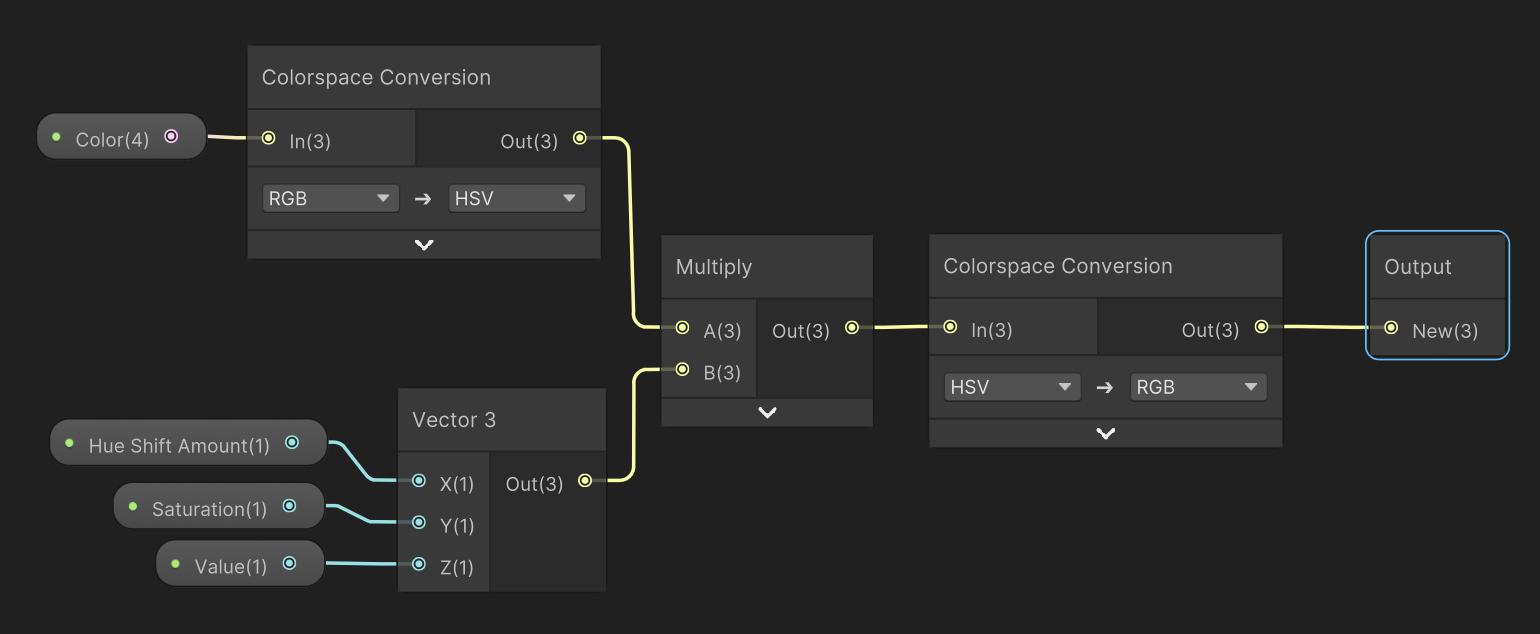 Colorspace Conversion
Color(4)
In(3)
Out(3)
RGB
HSV
Multiply
A(3)
B(3)
Out(3)
Colorspace Conversion
In(3)
Out(3)
HSV
RGB
Output
New(3)
Vector 3
Hue Shift Amount(1)
Saturation(1)
Value(1)
X(1)
Y(1)
Z(1)
Out(3)